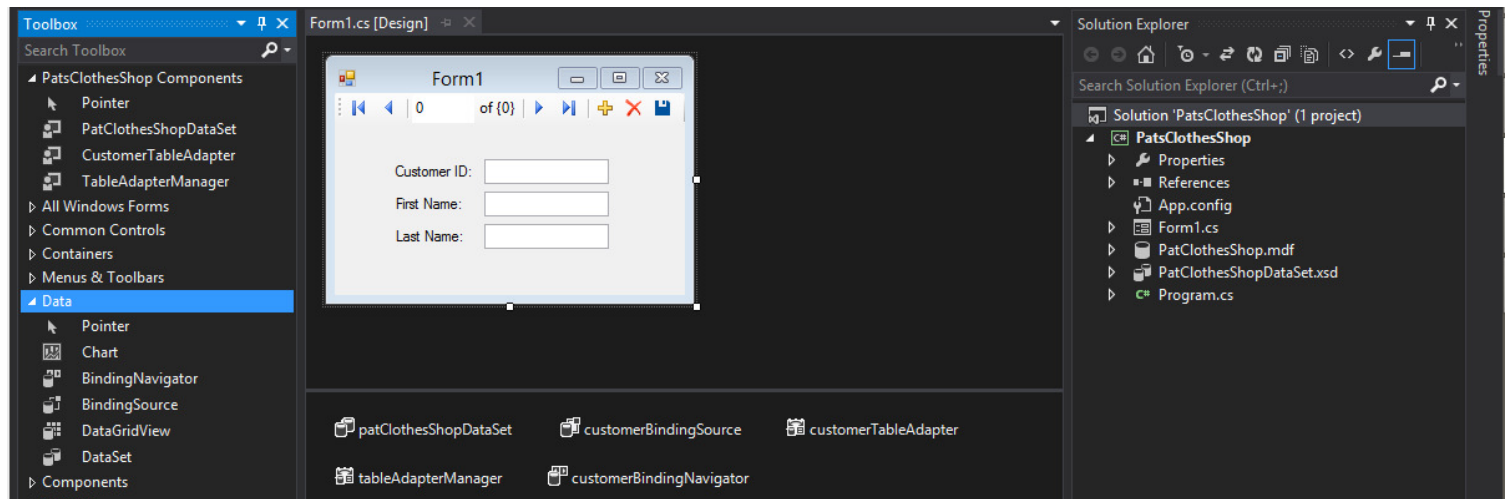 Toolbox
Search Toolbox
PatsClothesShop Components
Pointer
PatClothesShopDataSet
CustomerTableAdapter
TableAdapterManager
All Windows Forms
Common Controls
Containers
Menus & Toolbars
Data
Pointer
Chart
BindingNavigator
BindingSource
DataGridView
DataSet
Components
Form1.cs [Design]
Form1
0 of {0}
Customer ID:
First Name:
Last Name:
patClothesShopDataSet customerBindingSource customerTableAdapter
tableAdapterManager customerBindingNavigator
Solution Explorer
Search Solution Explorer (Ctrl+;)
Solution 'PatsClothesShop' (1 project)
C# PatsClothesShop
Properties
References
App.config
Form1.cs
PatClothesShop.mdf
PatClothesShopDataSet.xsd
C# Program.cs
Properties